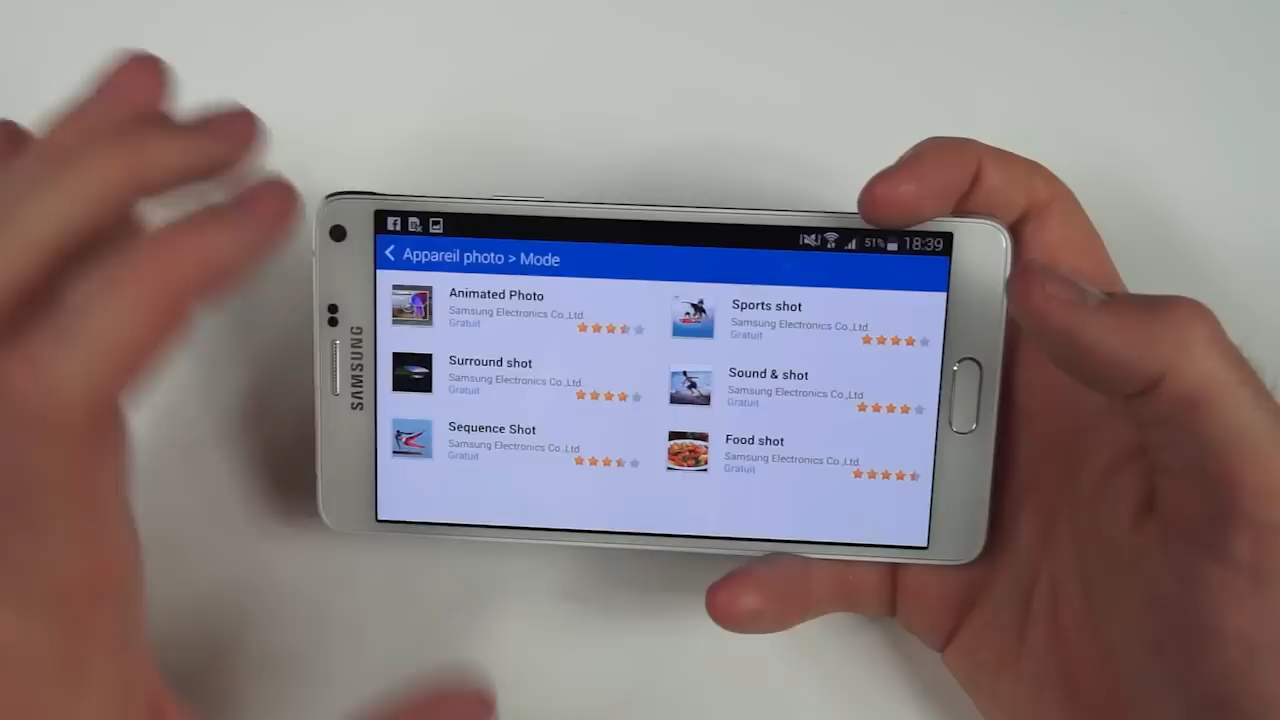 51% 18:39
Appareil photo > Mode
Animated Photo
Samsung Electronics Co.,Ltd.
Gratuit
Sports shot
Samsung Electronics Co.,Ltd.
Gratuit
Surround shot
Samsung Electronics Co.,Ltd.
Gratuit
Sound & shot
Samsung Electronics Co.,Ltd.
Gratuit
Sequence Shot
Samsung Electronics Co.,Ltd.
Gratuit
Food shot
Samsung Electronics Co.,Ltd.
Gratuit
SAMSUNG